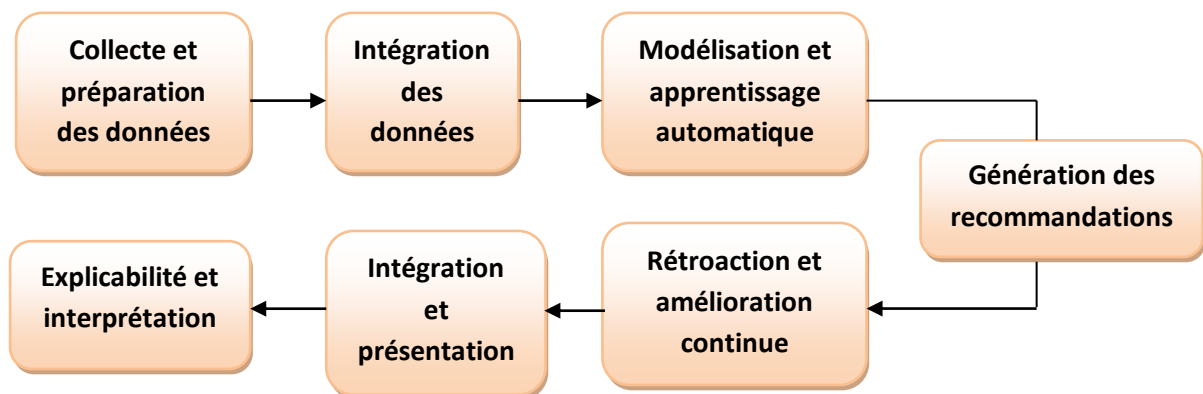 Collecte et
préparation
des données
Intégration
des
données
Modélisation et
apprentissage
automatique
Génération des
recommandations
Rétroaction et
amélioration
continue
Intégration
et
présentation
Explicabilité et
interprétation